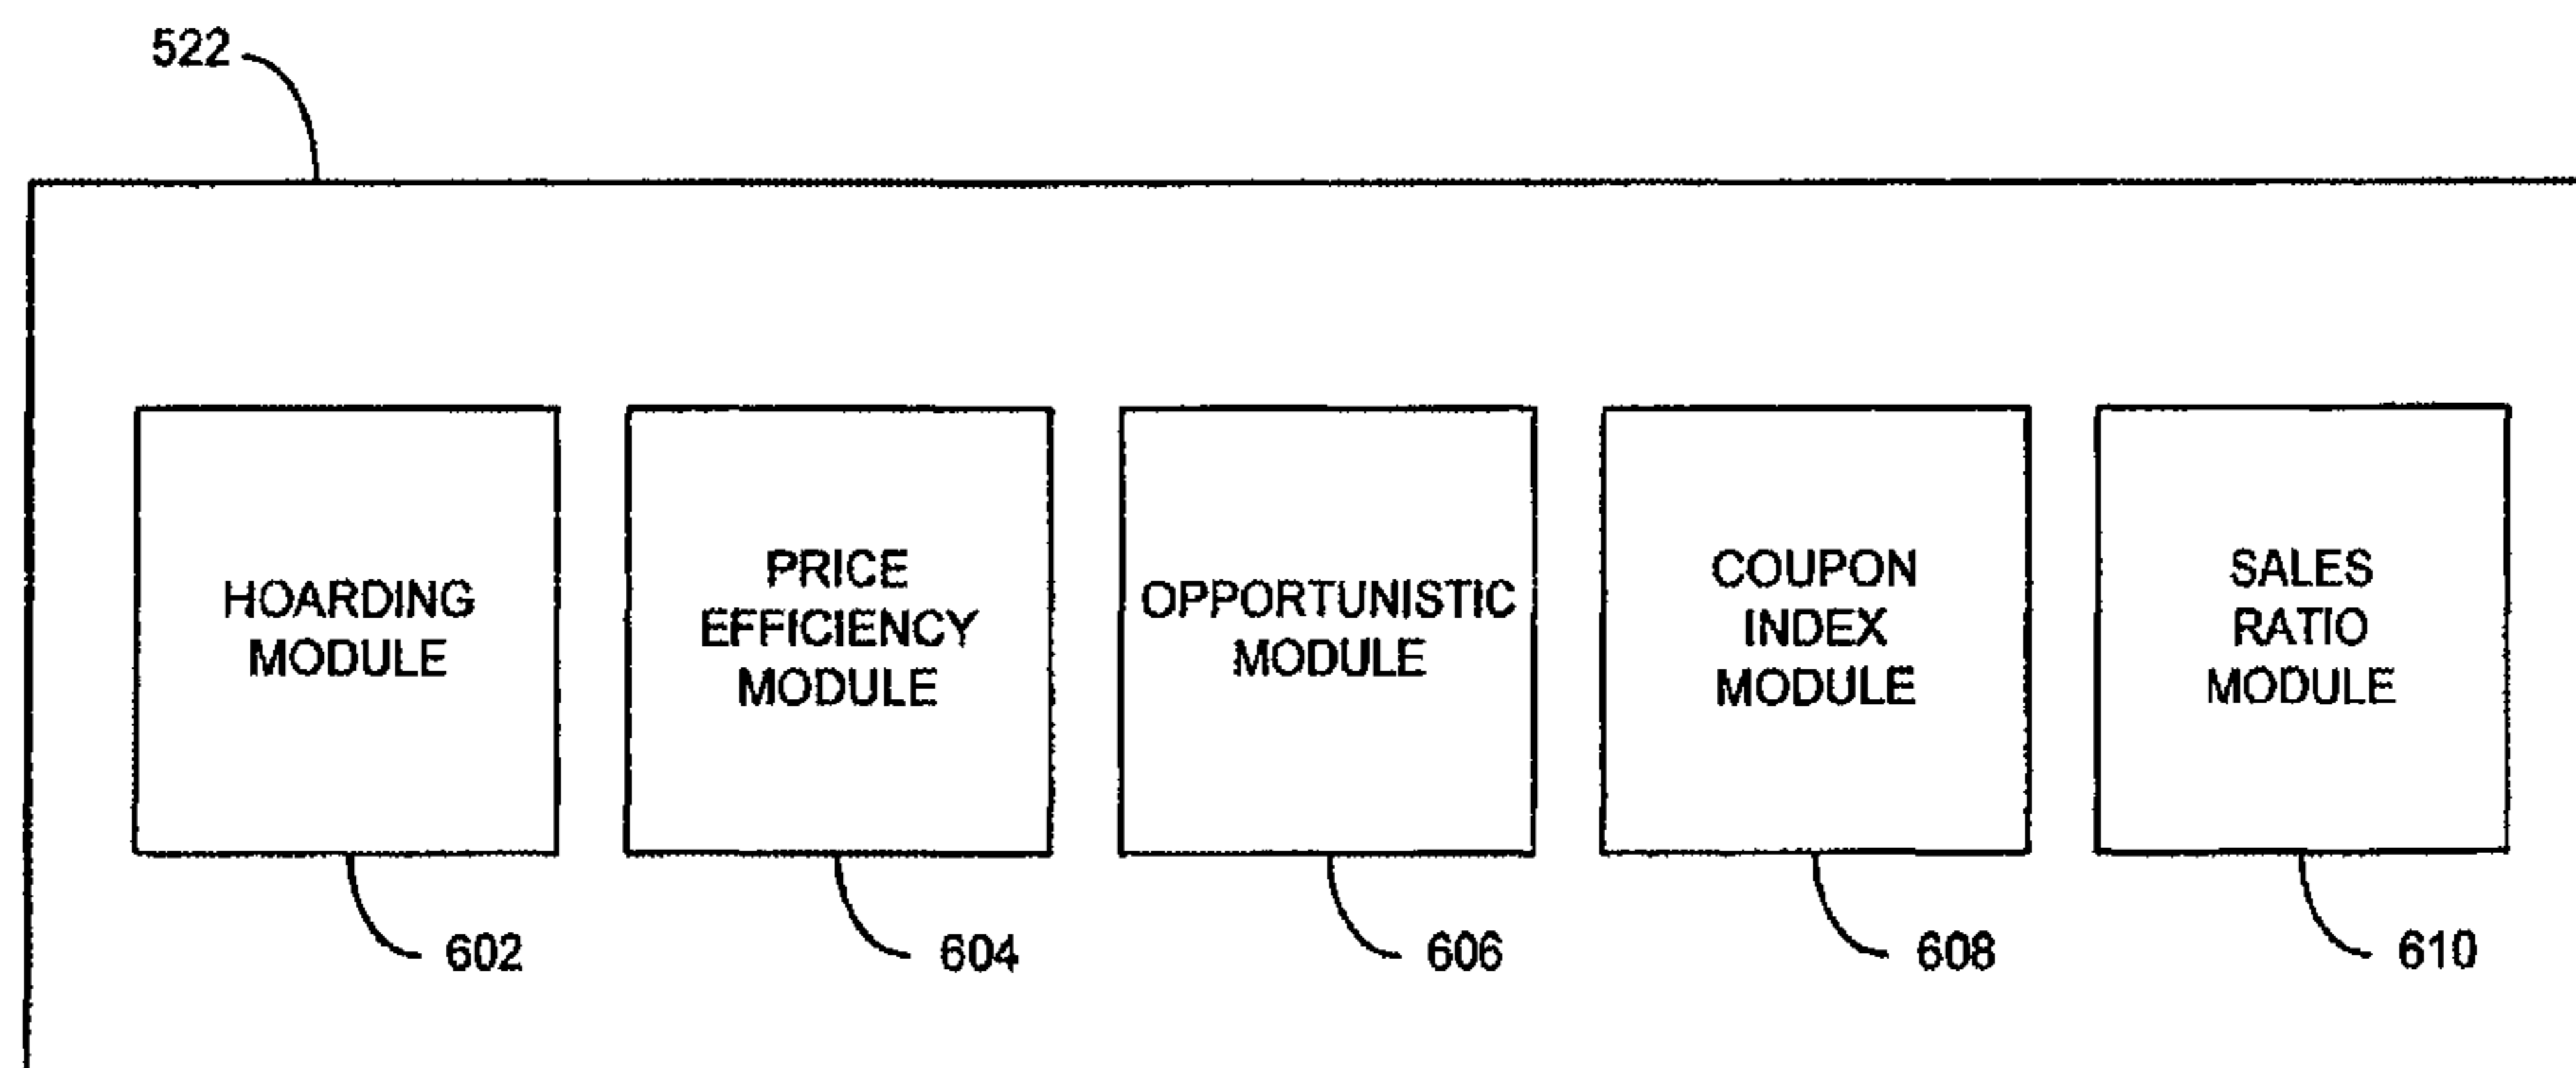 522
HOARDING
MODULE
PRICE
EFFICIENCY
MODULE
OPPORTUNISTIC
MODULE
COUPON
INDEX
MODULE
SALES
RATIO
MODULE
602
604
606
608
610